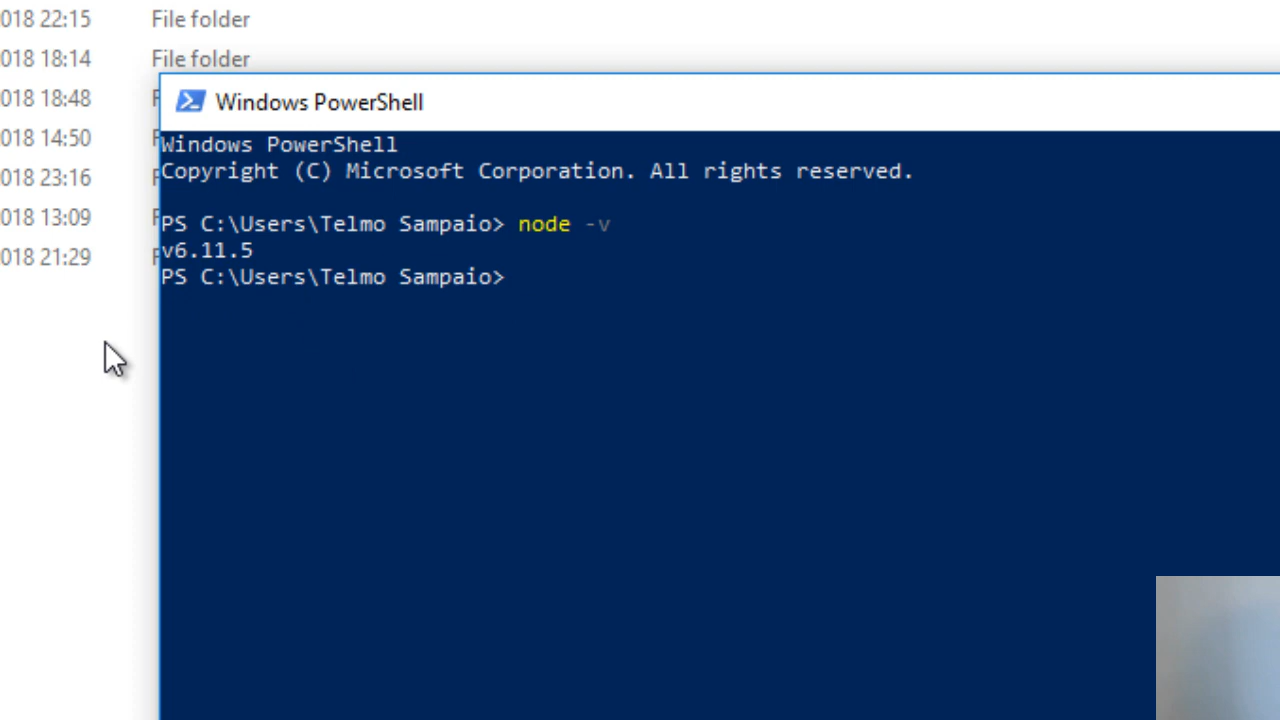 018 22:15 File folder
018 18:14 File folder
018 18:48 F
018 14:50 F
018 23:16 F
018 13:09 F
018 21:29 F
Windows PowerShell
Windows PowerShell
Copyright (C) Microsoft Corporation. All rights reserved.
PS C:\Users\Telmo Sampaio> node -v
v6.11.5
PS C:\Users\Telmo Sampaio>